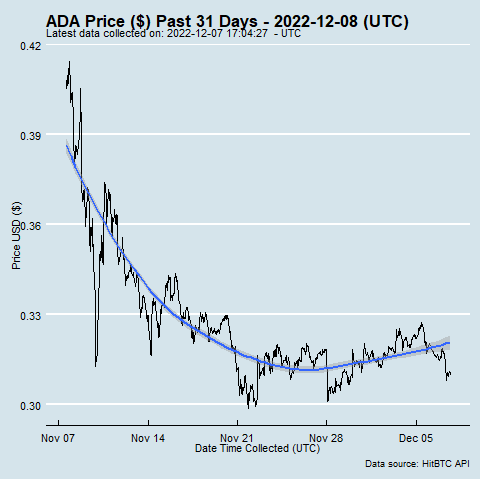 ADA Price ($) Past 31 Days - 2022-12-08 (UTC)
Latest data collected on: 2022-12-07 17:04:27  - UTC
0.42
0.39
0.36
0.33
0.30
Price USD ($)
Nov 07
Nov 14
Nov 21
Nov 28
Dec 05
Date Time Collected (UTC)
Data source: HitBTC API